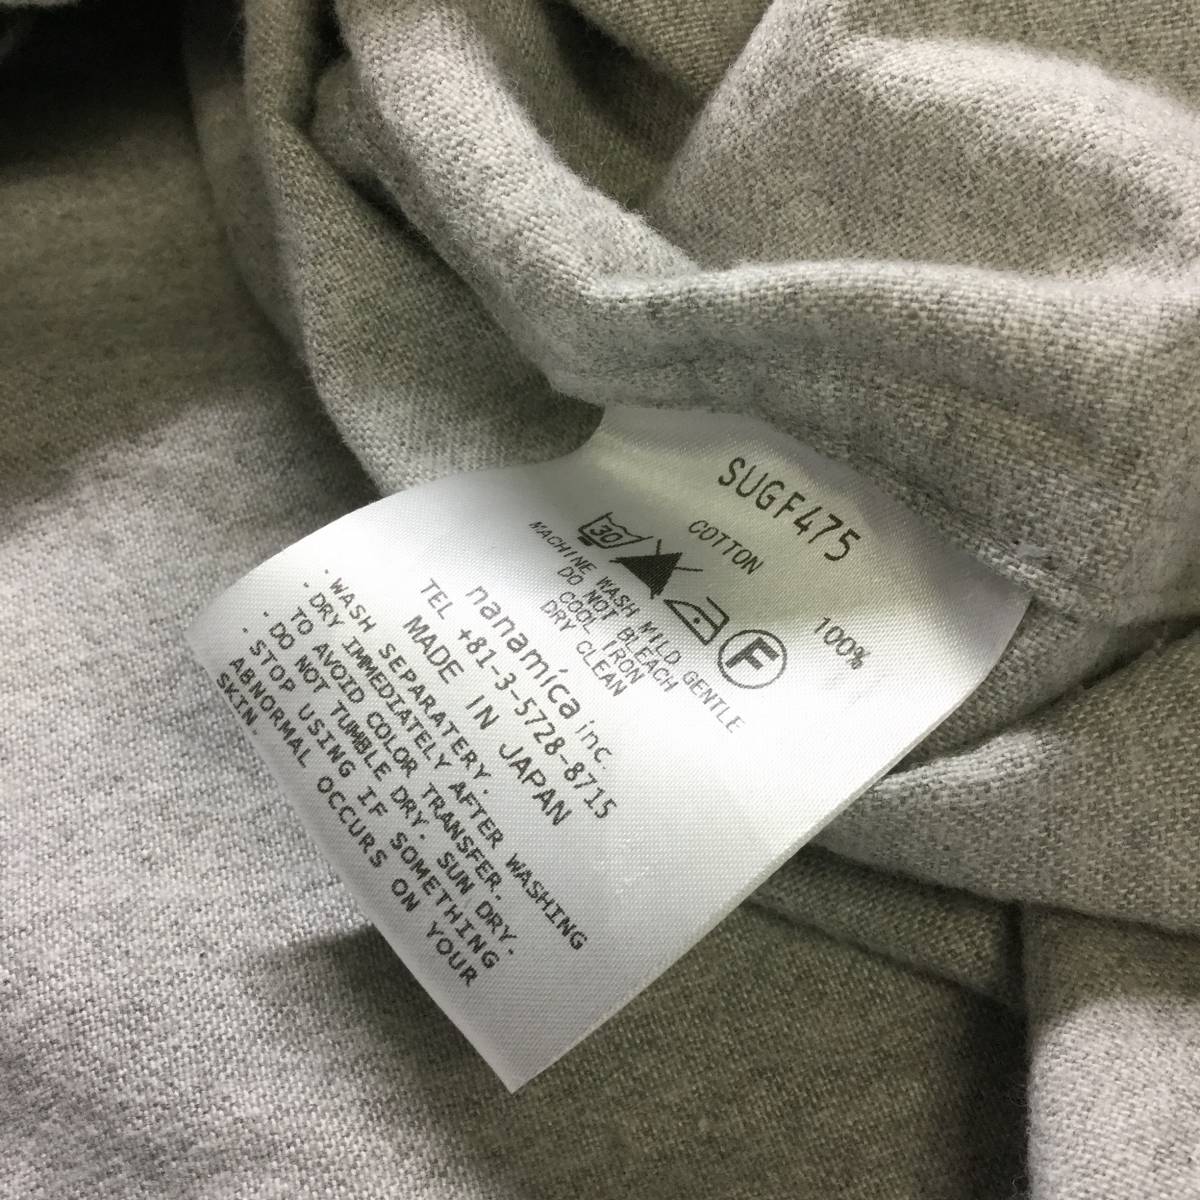 SUGF475
COTTON 100%
30 F
MACHINE WASH MILD GENTLE
DO NOT BLEACH
COOL IRON
DRY CLEAN
nanamíca inc.
TEL +81-3-5728-8715
MADE IN JAPAN
・WASH SEPARATERY.
・DRY IMMEDIATELY AFTER WASHING
TO AVOID COLOR TRANSFER.
・DO NOT TUMBLE DRY. SUN DRY.
・STOP USING IF SOMETHING
ABNORMAL OCCURS ON YOUR
SKIN.